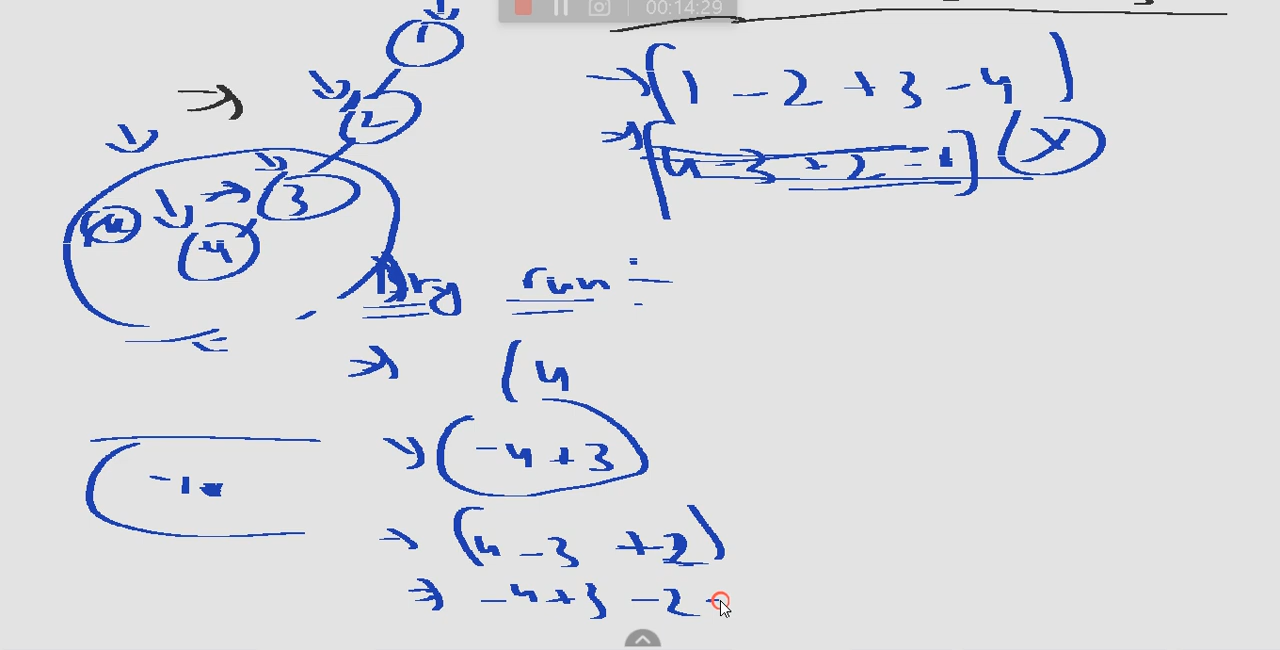 00:14:29
1
2
3
4
4
(1 - 2 + 3 - 4)
[4 - 3 + 2 - 1] (X)
Dry run :-
(4
(-4+3)
-1
(4 - 3 + 2)
-4+3 -2